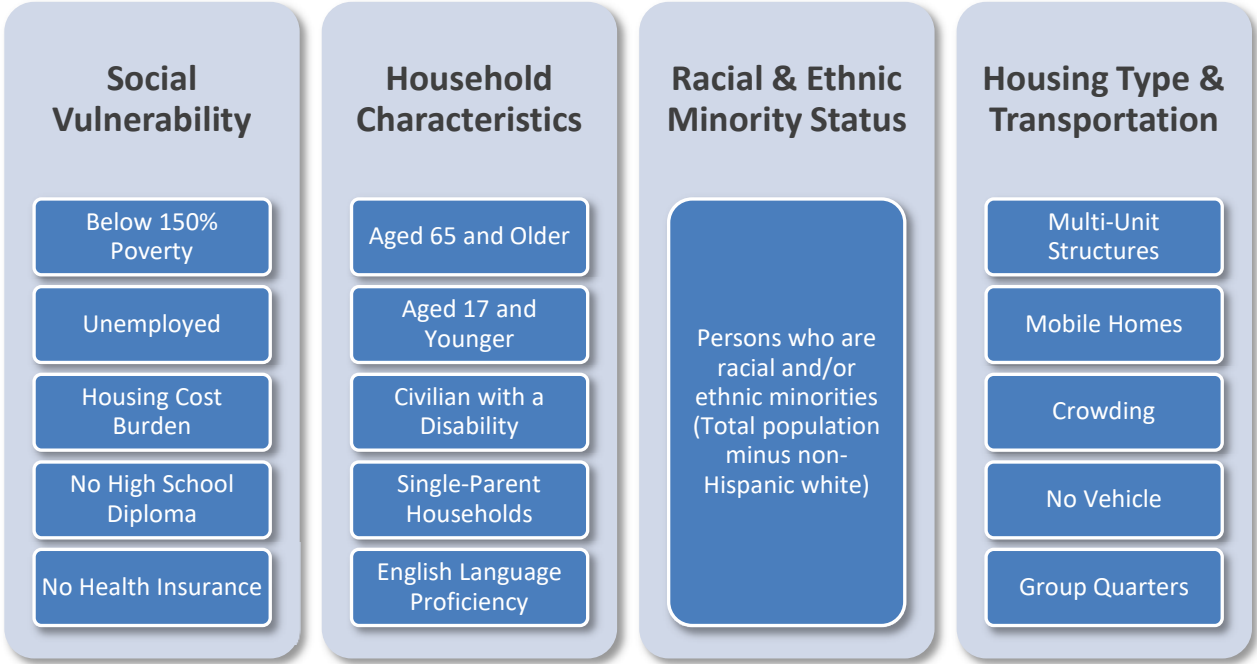 Social
Vulnerability
Below 150%
Poverty
Unemployed
Housing Cost
Burden
No High School
Diploma
No Health Insurance
Household
Characteristics
Aged 65 and Older
Aged 17 and
Younger
Civilian with a
Disability
Single-Parent
Households
English Language
Proficiency
Racial & Ethnic
Minority Status
Persons who are
racial and/or
ethnic minorities
(Total population
minus non-
Hispanic white)
Housing Type &
Transportation
Multi-Unit
Structures
Mobile Homes
Crowding
No Vehicle
Group Quarters